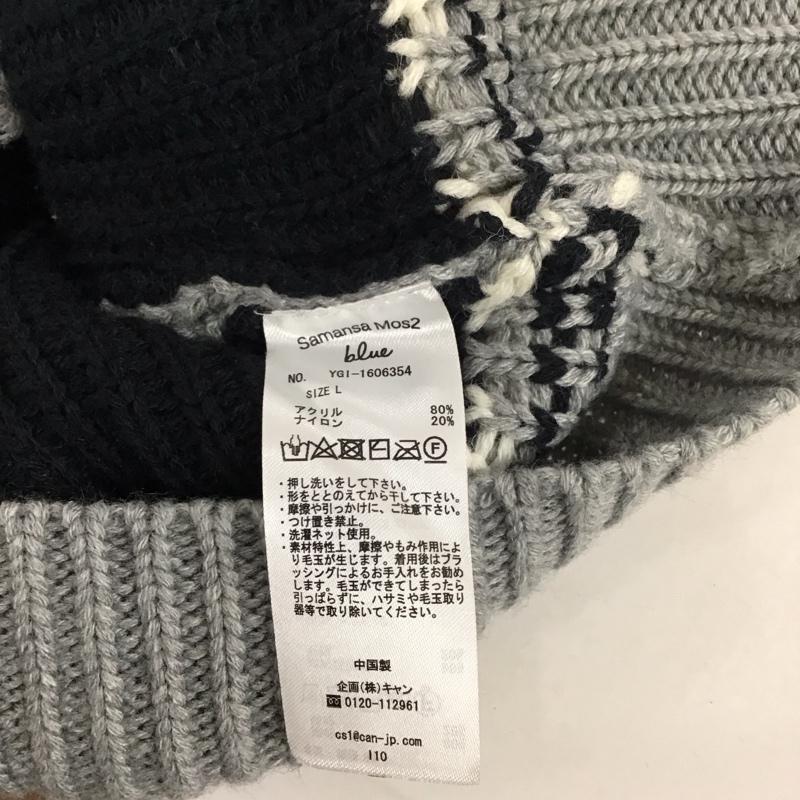 Samansa Mos2
blue
NO. YGI-1606354
SIZE L
アクリル 80%
ナイロン 20%
F
・押し洗いをして下さい。
・形をととのえてから干して下さい。
・摩擦や引っかけに、ご注意下さい。
・つけ置き禁止。
・洗濯ネット使用。
・素材特性上、摩擦やもみ作用によ
り毛玉が生じます。着用後はブラ
ッシングによるお手入れをお勧め
します。毛玉ができてしまったら
引っぱらずに、ハサミや毛玉取り
器等で取り除いてください。
中国製
企画(株)キャン
0120-112961
cs1@can-jp.com
I10